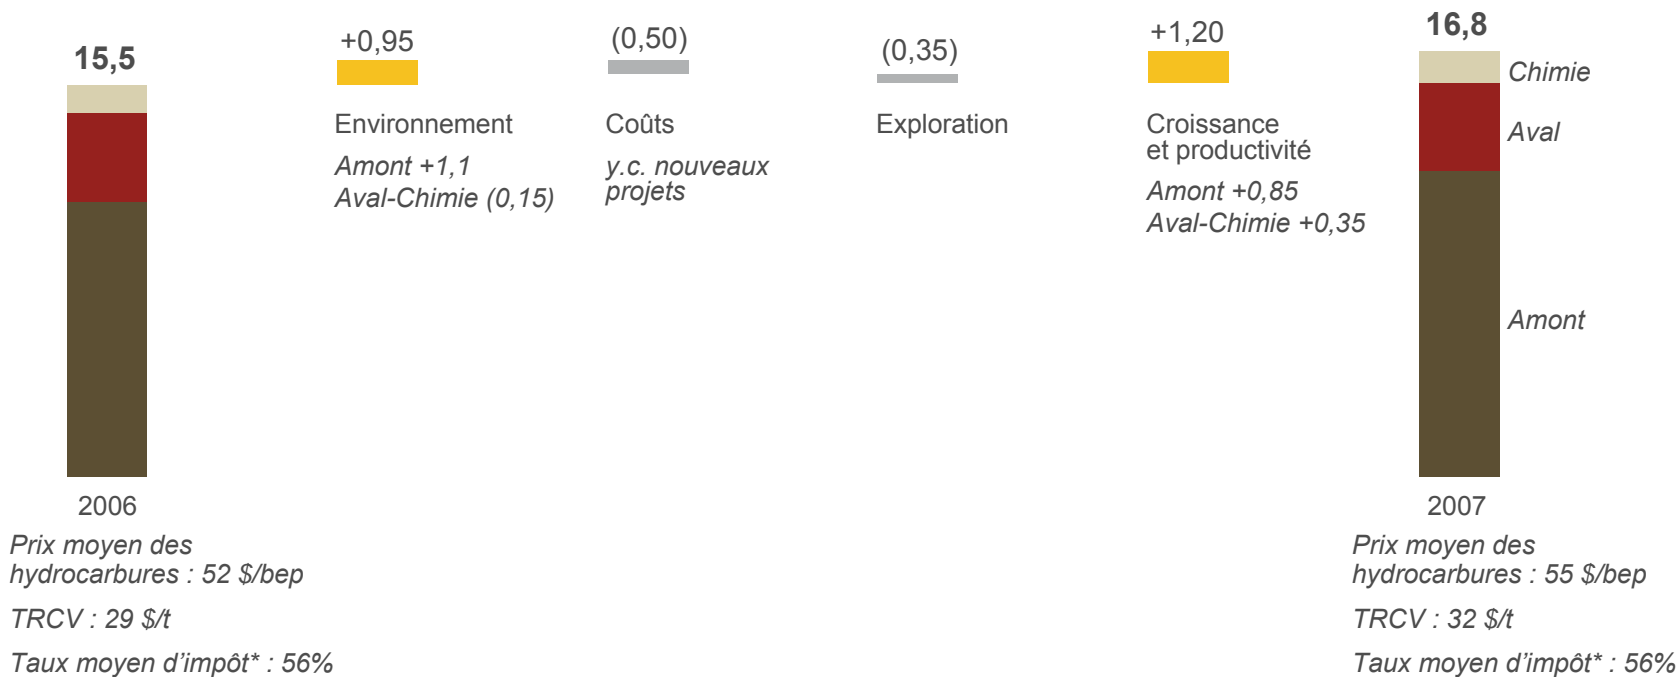 15,5
2006
Prix moyen des
hydrocarbures : 52 $/bep
TRCV : 29 $/t
Taux moyen d’impôt* : 56%
+0,95
Environnement
Amont +1,1
Aval-Chimie (0,15)
(0,50)
Coûts
y.c. nouveaux
projets
(0,35)
Exploration
+1,20
Croissance
et productivité
Amont +0,85
Aval-Chimie +0,35
16,8
Chimie
Aval
Amont
2007
Prix moyen des
hydrocarbures : 55 $/bep
TRCV : 32 $/t
Taux moyen d’impôt* : 56%